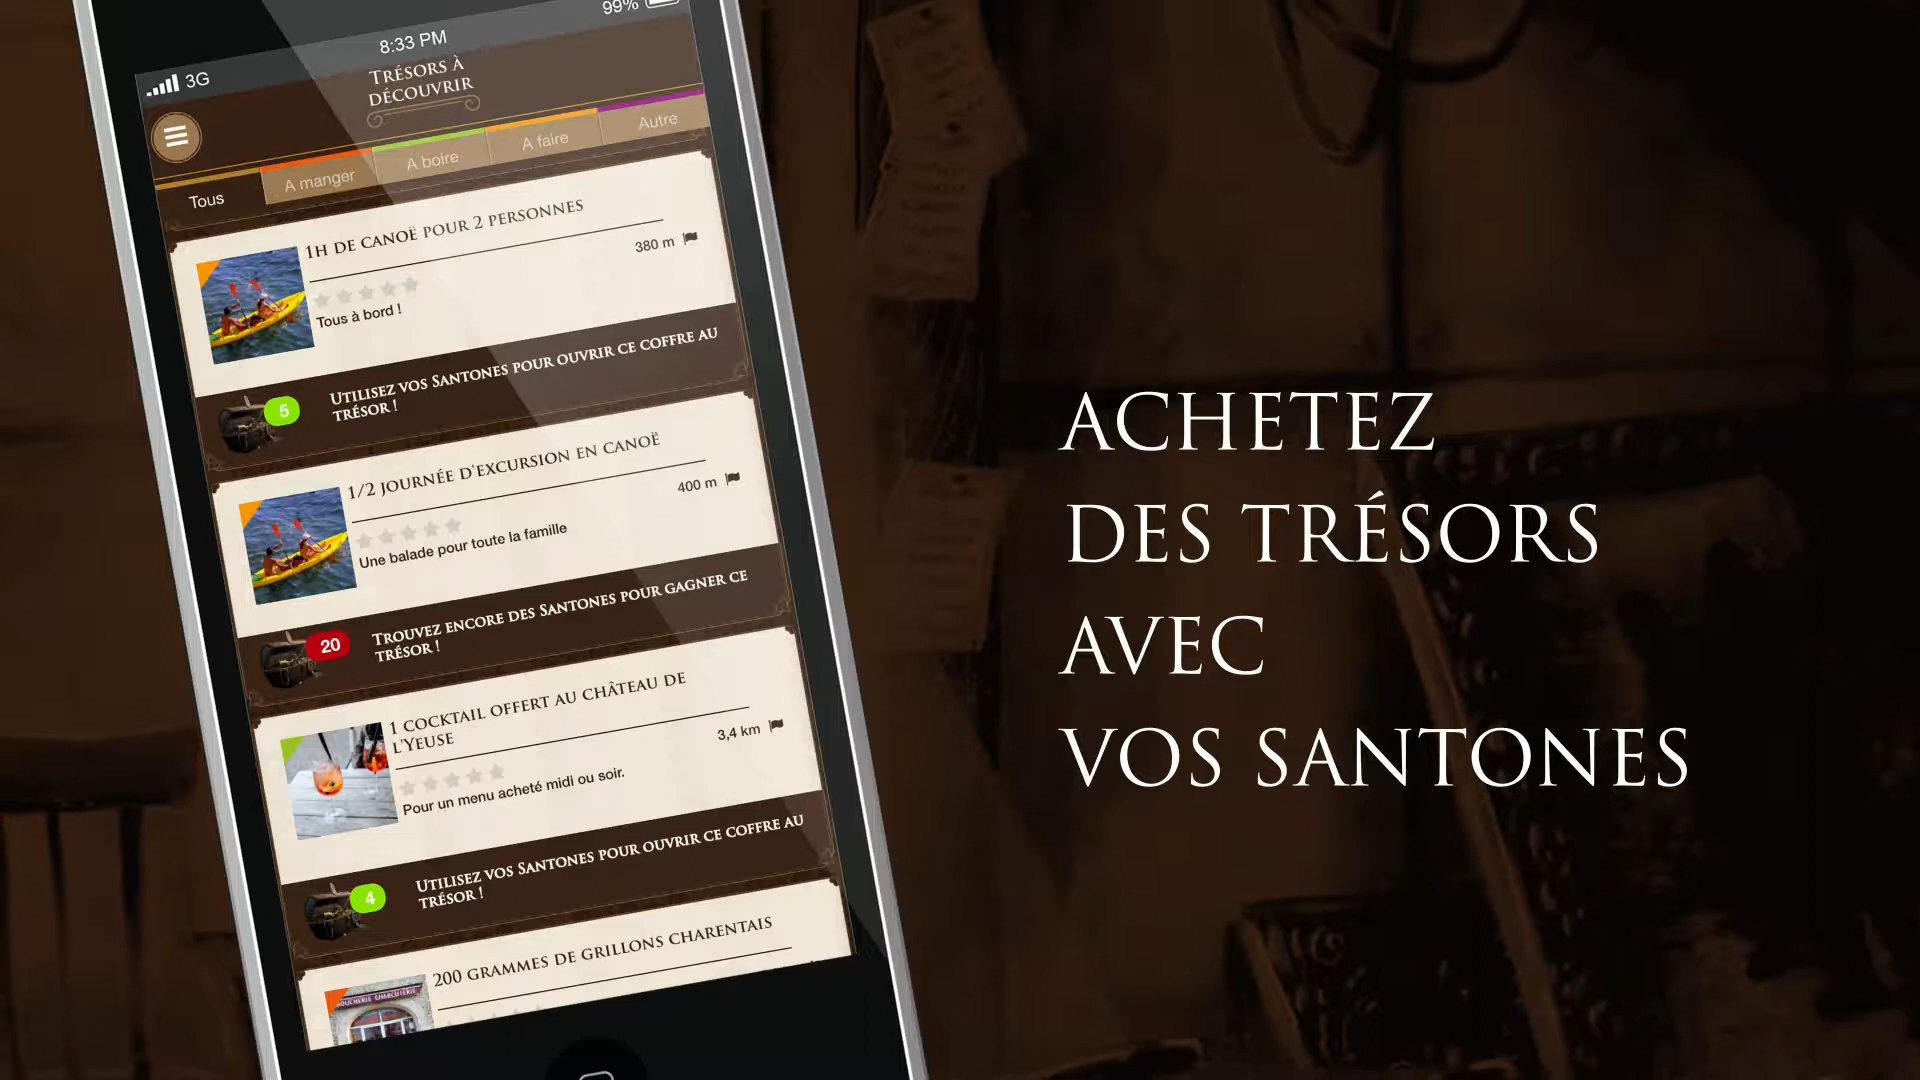 99%
8:33 PM
3G
TRÉSORS À
DÉCOUVRIR
Tous
A manger
A boire
A faire
Autre
1H DE CANOË POUR 2 PERSONNES
380 m
Tous à bord !
5
UTILISEZ VOS SANTONES POUR OUVRIR CE COFFRE AU
TRÉSOR !
1/2 JOURNÉE D'EXCURSION EN CANOË
400 m
Une balade pour toute la famille
20
TROUVEZ ENCORE DES SANTONES POUR GAGNER CE
TRÉSOR !
1 COCKTAIL OFFERT AU CHÂTEAU DE
L'YEUSE
3,4 km
Pour un menu acheté midi ou soir.
4
UTILISEZ VOS SANTONES POUR OUVRIR CE COFFRE AU
TRÉSOR !
200 GRAMMES DE GRILLONS CHARENTAIS
BOUCHERIE CHARCUTERIE
ACHETEZ
DES TRÉSORS
AVEC
VOS SANTONES